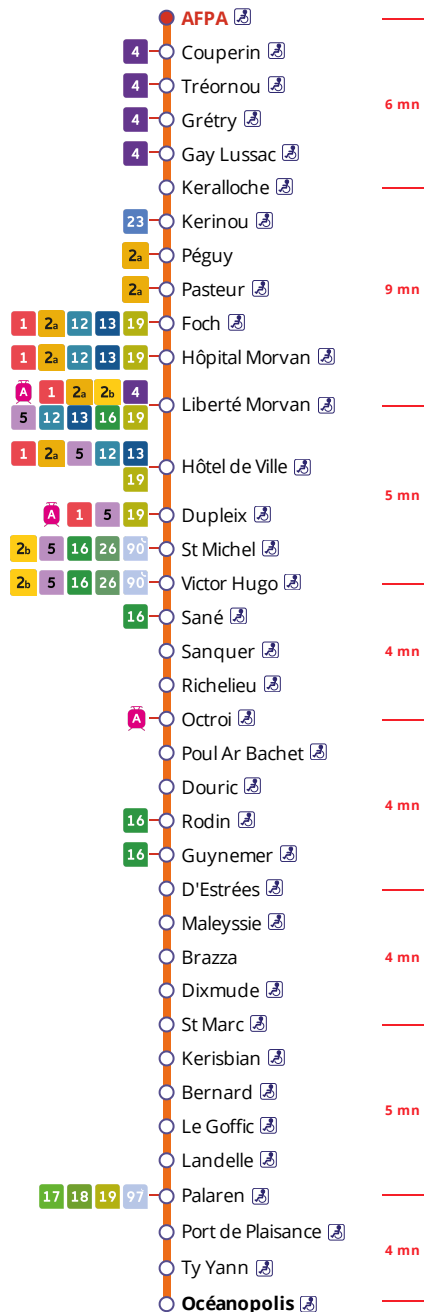 AFPA
4 Couperin
4 Tréornou
6 mn
4 Grétry
4 Gay Lussac
Keralloche
23 Kerinou
2a Péguy
2a Pasteur
9 mn
1 2a 12 13 19 Foch
1 2a 12 13 19 Hôpital Morvan
A 1 2a 2b 4
Liberté Morvan
5 12 13 16 19
1 2a 5 12 13
Hôtel de Ville
19
5 mn
A 1 5 19 Dupleix
2b 5 16 26 90 St Michel
2b 5 16 26 90 Victor Hugo
16 Sané
Sanquer
4 mn
Richelieu
A Octroi
Poul Ar Bachet
Douric
4 mn
16 Rodin
16 Guynemer
D'Estrées
Maleyssie
Brazza
4 mn
Dixmude
St Marc
Kerisbian
Bernard
5 mn
Le Goffic
Landelle
17 18 19 97 Palaren
Port de Plaisance
4 mn
Ty Yann
Océanopolis